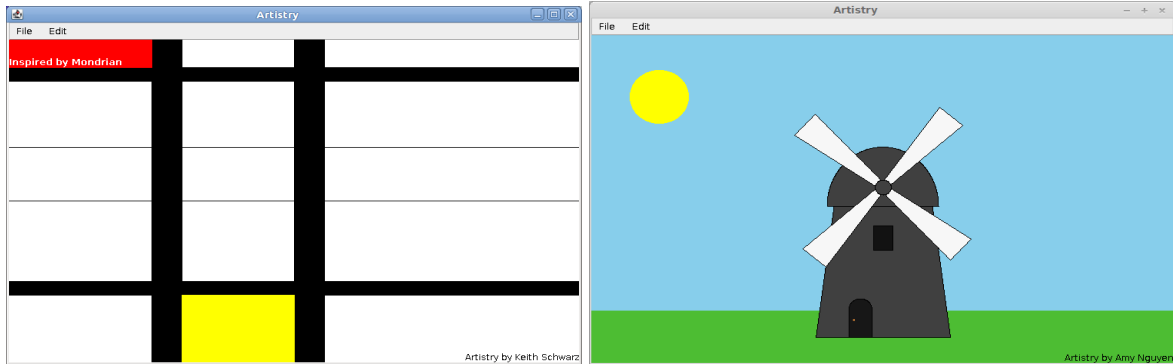 Artistry
File Edit
Inspired by Mondrian
Artistry by Keith Schwarz
Artistry
File Edit
Artistry by Amy Nguyen